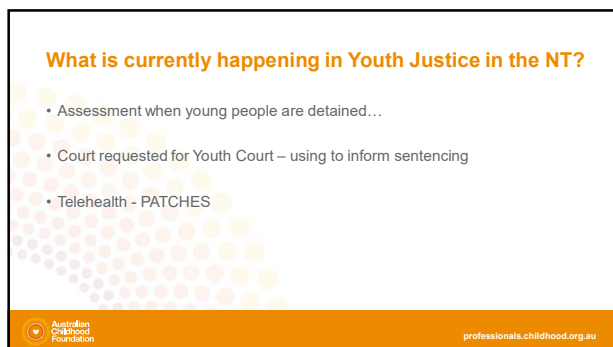 What is currently happening in Youth Justice in the NT?
• Assessment when young people are detained…
• Court requested for Youth Court – using to inform sentencing
• Telehealth - PATCHES
Australian
Childhood
Foundation
professionals.childhood.org.au